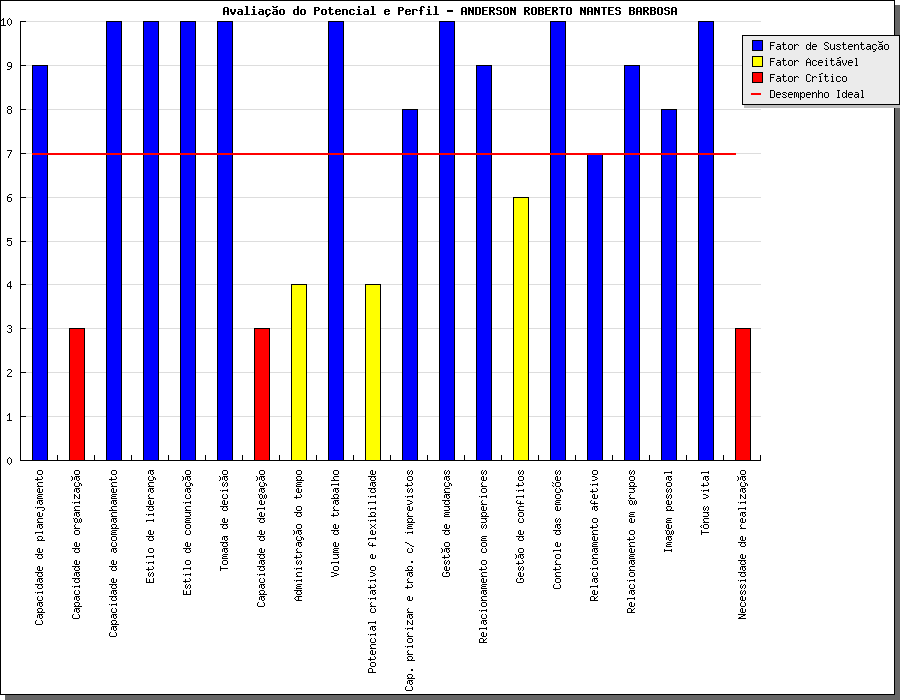 Avaliação do Potencial e Perfil - ANDERSON ROBERTO NANTES BARBOSA
Fator de Sustentação
Fator Aceitável
Fator Crítico
Desempenho Ideal
10
9
8
7
6
5
4
3
2
1
0
Capacidade de planejamento
Capacidade de organização
Capacidade de acompanhamento
Estilo de liderança
Estilo de comunicação
Tomada de decisão
Capacidade de delegação
Administração do tempo
Volume de trabalho
Potencial criativo e flexibilidade
Cap. priorizar e trab. c/ imprevistos
Gestão de mudanças
Relacionamento com superiores
Gestão de conflitos
Controle das emoções
Relacionamento afetivo
Relacionamento em grupos
Imagem pessoal
Tônus vital
Necessidade de realização